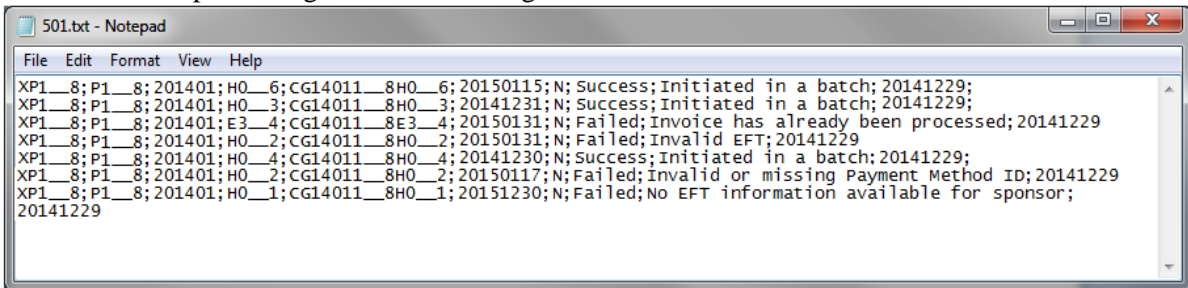 501.txt - Notepad
File Edit Format View Help
XP1__8;P1__8;201401;H0__6;CG14011__8H0__6;20150115;N;Success;Initiated in a batch;20141229;
XP1__8;P1__8;201401;H0__3;CG14011__8H0__3;20141231;N;Success;Initiated in a batch;20141229;
XP1__8;P1__8;201401;E3__4;CG14011__8E3__4;20150131;N;Failed;Invoice has already been processed;20141229
XP1__8;P1__8;201401;H0__2;CG14011__8H0__2;20150131;N;Failed;Invalid EFT;20141229
XP1__8;P1__8;201401;H0__4;CG14011__8H0__4;20141230;N;Success;Initiated in a batch;20141229;
XP1__8;P1__8;201401;H0__2;CG14011__8H0__2;20150117;N;Failed;Invalid or missing Payment Method ID;20141229
XP1__8;P1__8;201401;H0__1;CG14011__8H0__1;20151230;N;Failed;No EFT information available for sponsor;
20141229